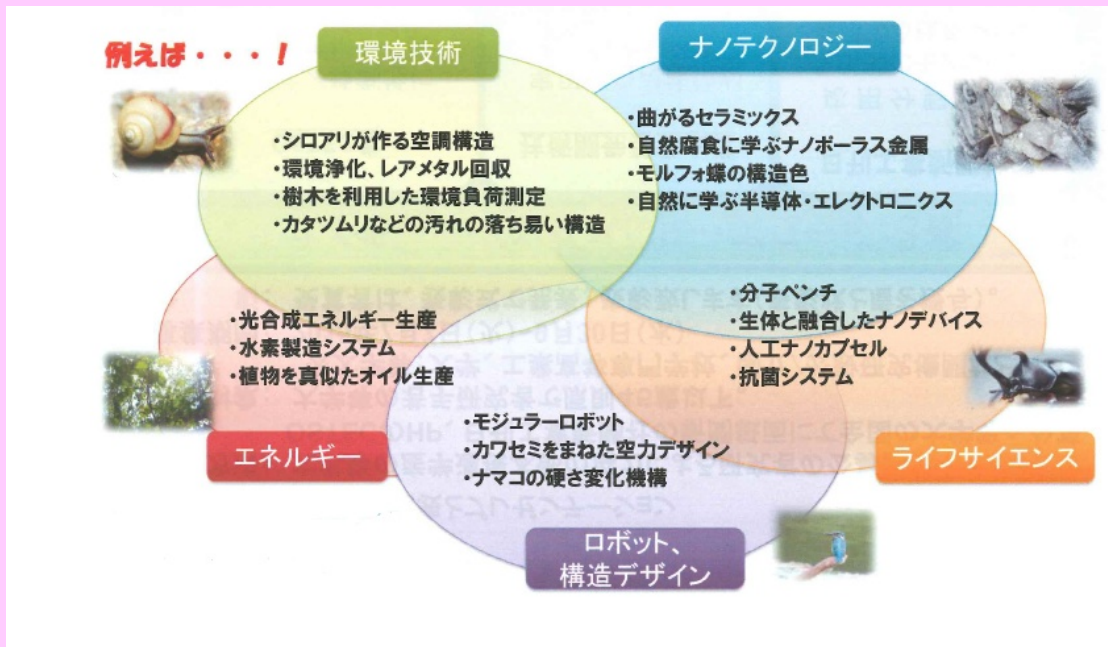 例えば・・・！
環境技術
ナノテクノロジー
・シロアリが作る空調構造
・環境浄化、レアメタル回収
・樹木を利用した環境負荷測定
・カタツムリなどの汚れの落ち易い構造
・曲がるセラミックス
・自然腐食に学ぶナノポーラス金属
・モルフォ蝶の構造色
・自然に学ぶ半導体・エレクトロニクス
・光合成エネルギー生産
・水素製造システム
・植物を真似たオイル生産
・分子ペンチ
・生体と融合したナノデバイス
・人工ナノカプセル
・抗菌システム
エネルギー
・モジュラーロボット
・カワセミをまねた空力デザイン
・ナマコの硬さ変化機構
ライフサイエンス
ロボット、
構造デザイン